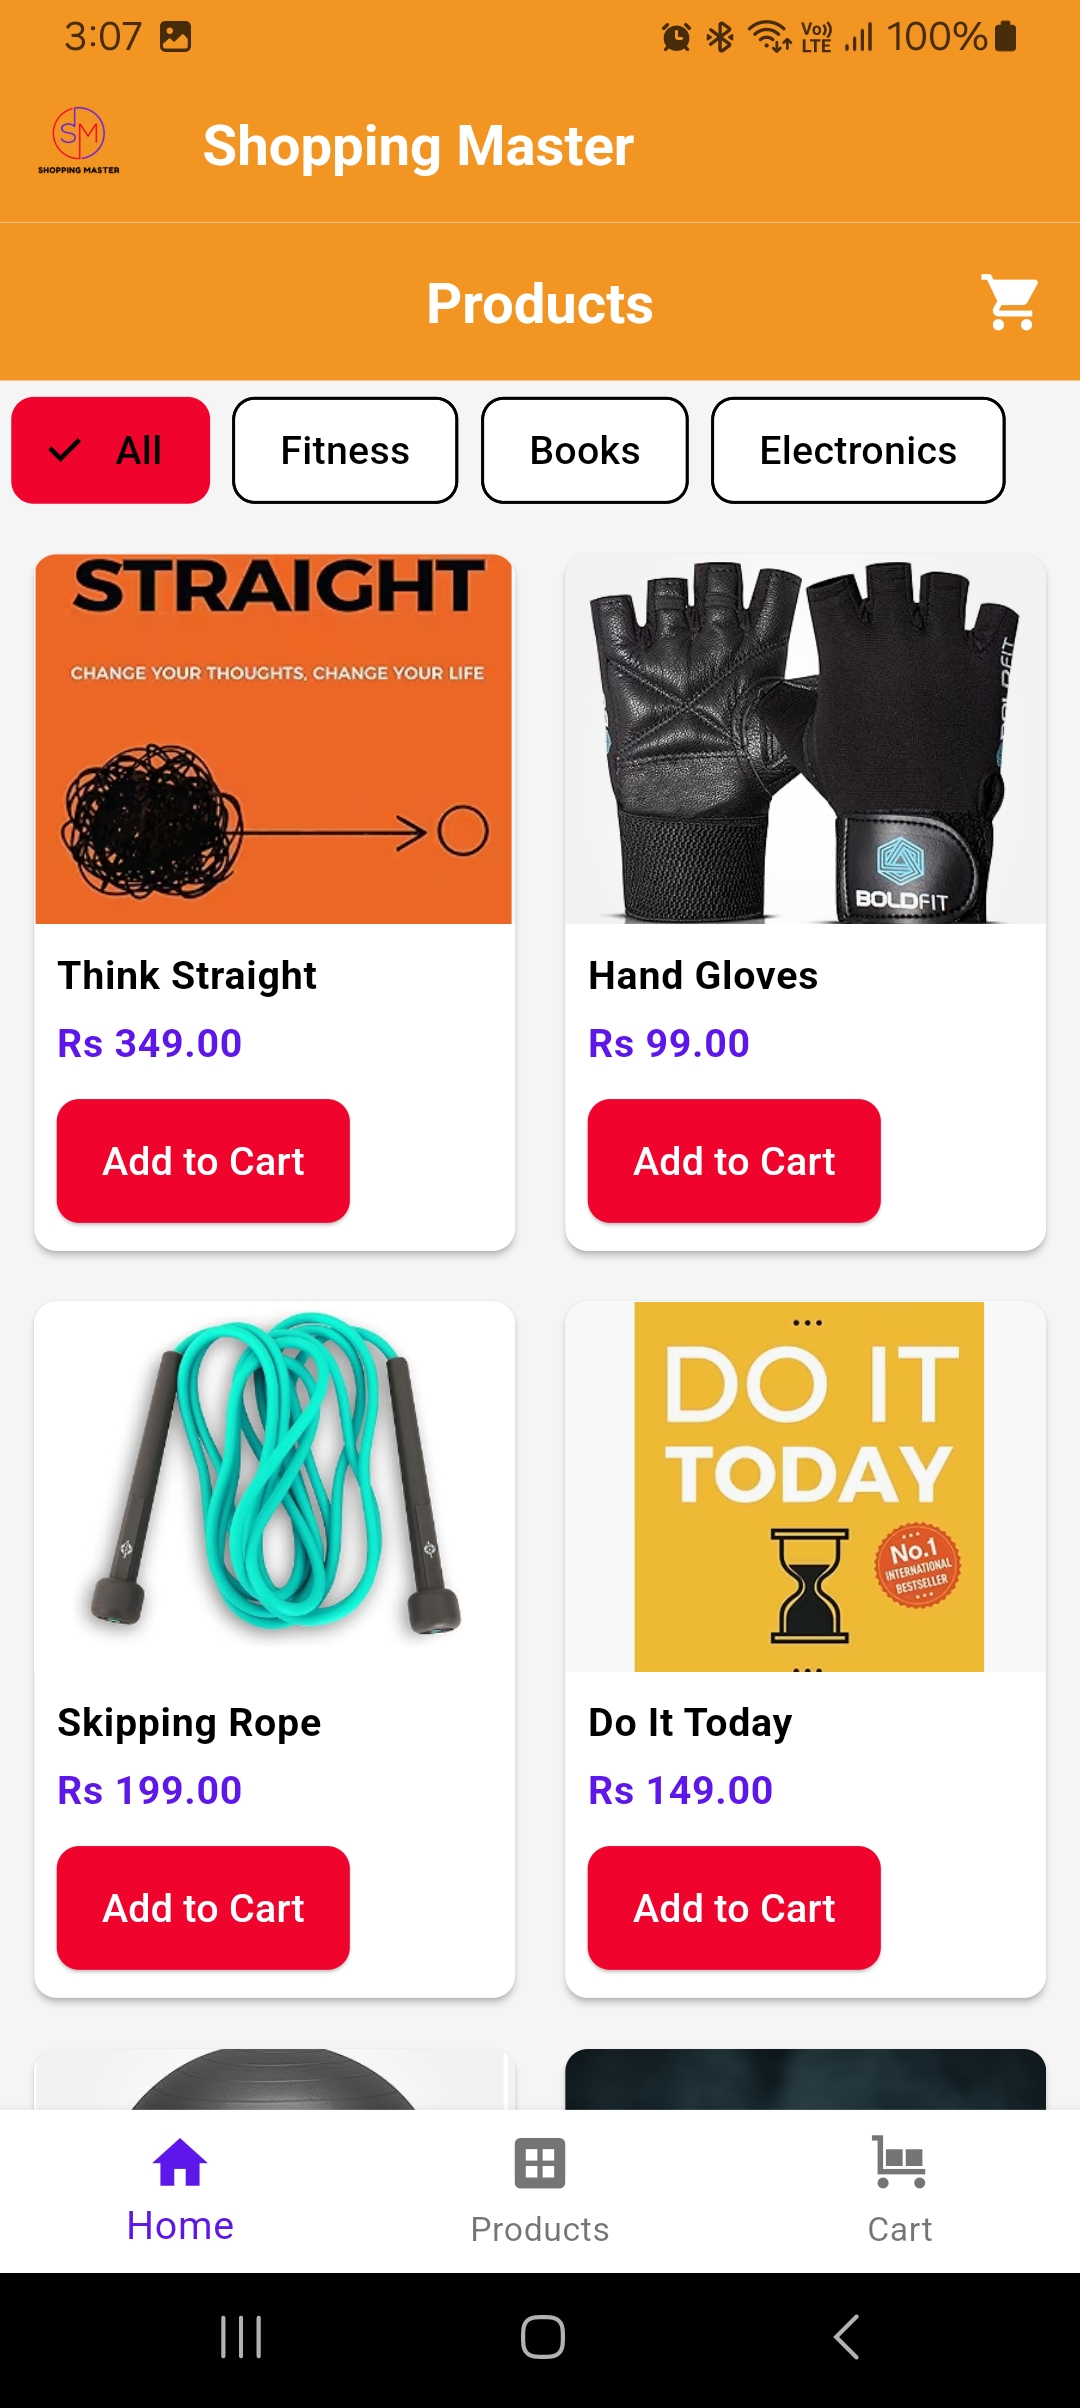 3:07
Vo))
LTE
100%
SM
SHOPPING MASTER
Shopping Master
Products
All
Fitness
Books
Electronics
STRAIGHT
CHANGE YOUR THOUGHTS, CHANGE YOUR LIFE
BOLDFIT
BOLDFIT
Think Straight
Hand Gloves
Rs 349.00
Rs 99.00
Add to Cart
Add to Cart
DO IT
TODAY
No.1
INTERNATIONAL
BESTSELLER
Skipping Rope
Do It Today
Rs 199.00
Rs 149.00
Add to Cart
Add to Cart
Home
Products
Cart